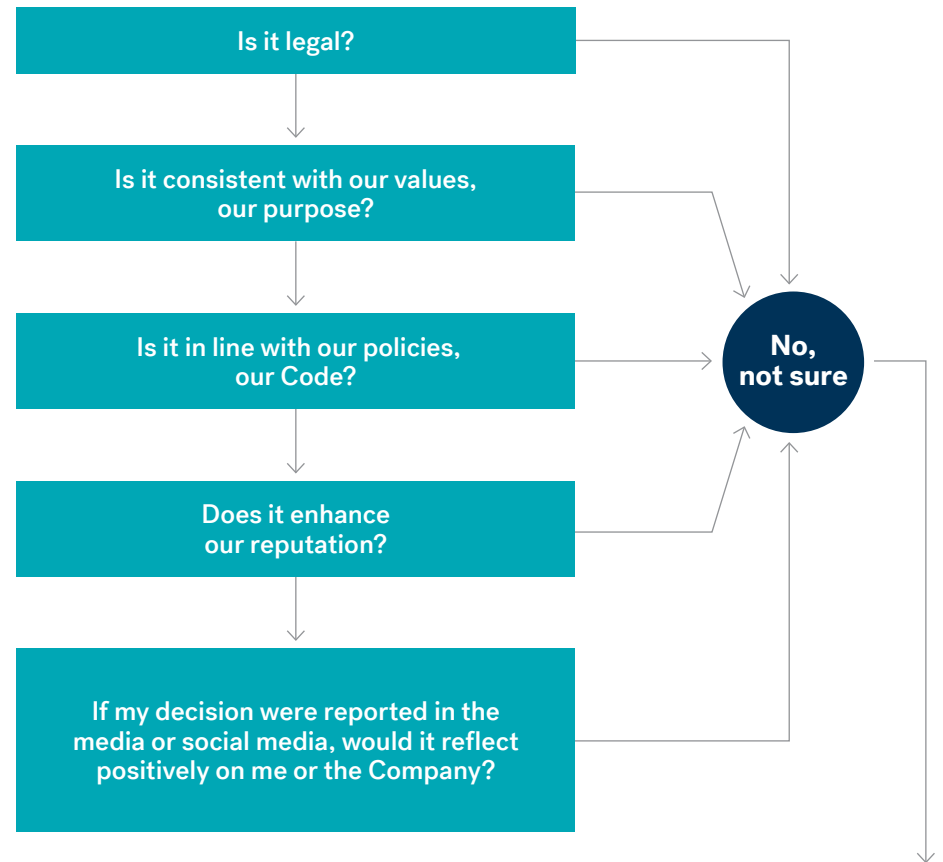 Is it legal?
Is it consistent with our values,
our purpose?
Is it in line with our policies,
our Code?
No,
not sure
Does it enhance
our reputation?
If my decision were reported in the
media or social media, would it reflect
positively on me or the Company?